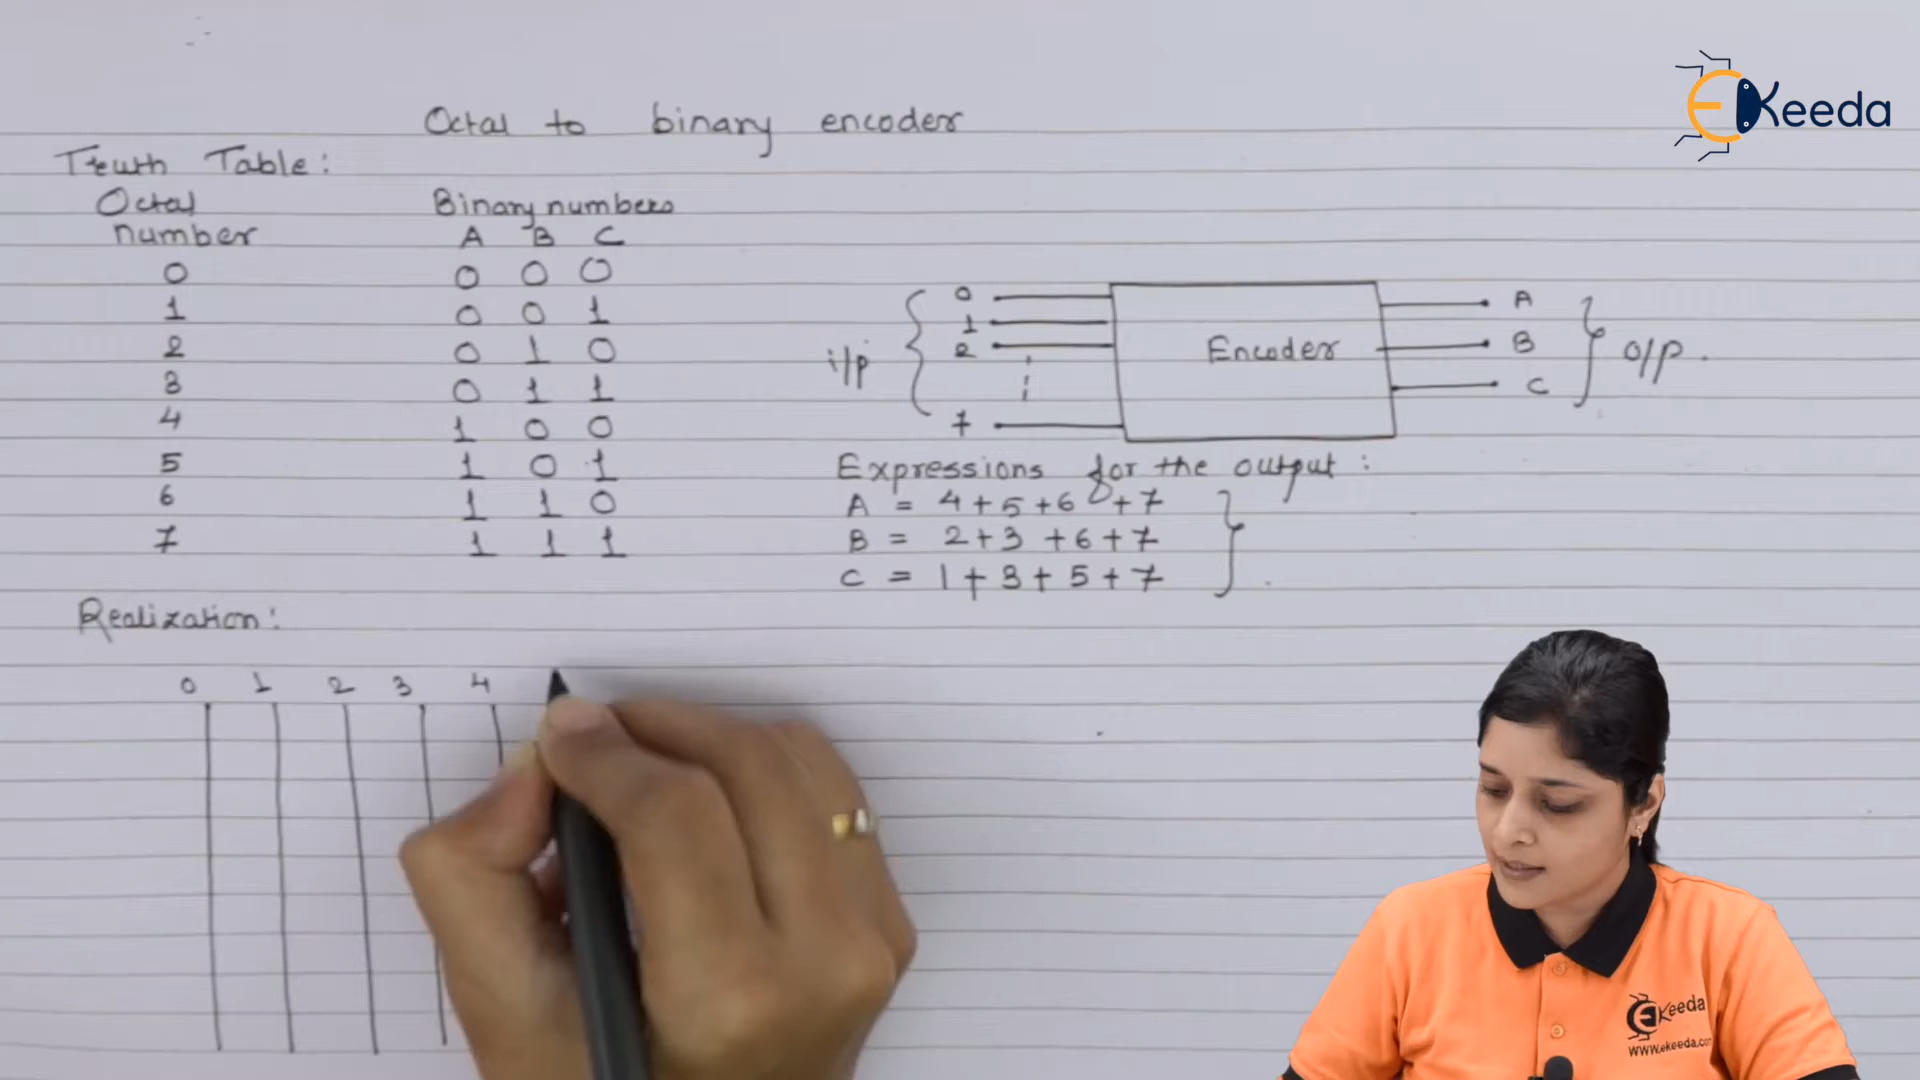 EKeeda
Octal to binary encoder
Truth Table:
Octal number
Binary numbers
A B C
0 0 0 0
1 0 0 1
2 0 1 0
3 0 1 1
4 1 0 0
5 1 0 1
6 1 1 0
7 1 1 1
i/p
0
1
2
7
Encoder
A
B
C
O/P.
Expressions for the output:
A = 4+5+6+7
B = 2+3+6+7
C = 1+3+5+7
Realization:
0 1 2 3 4
EKeeda
www.ekeeda.com